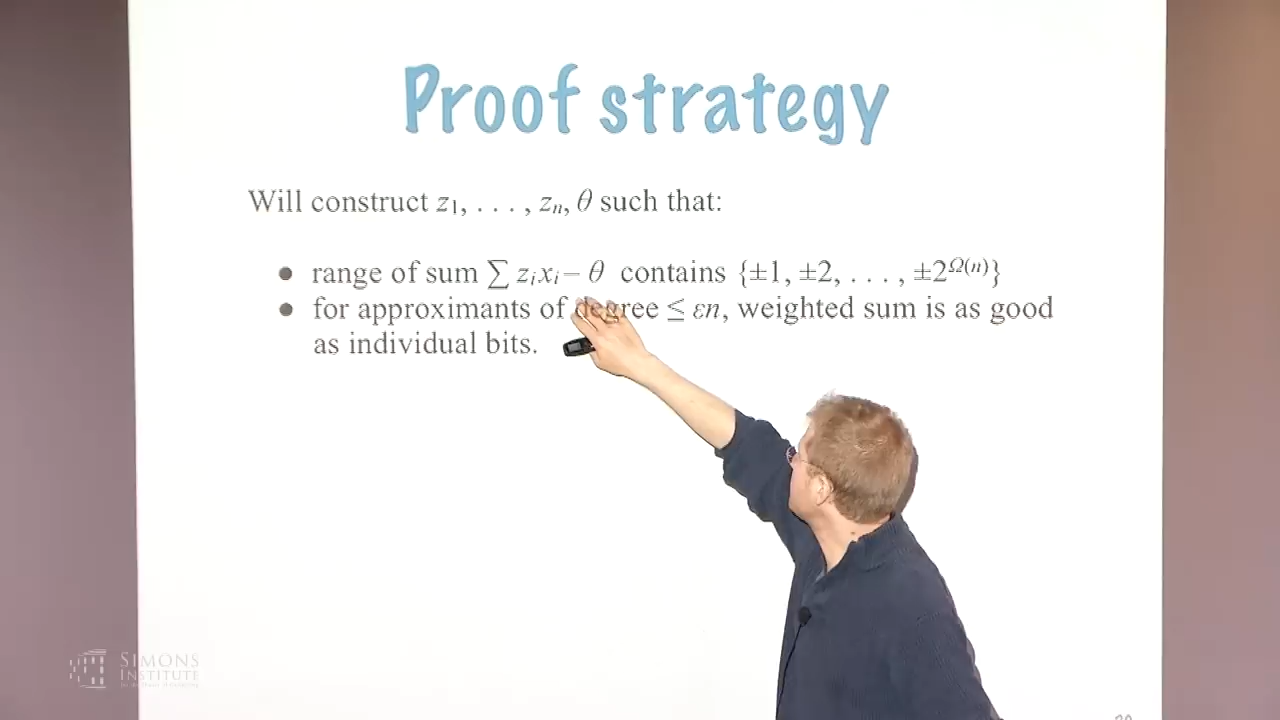 Proof strategy
Will construct z₁, . . . , zₙ, θ such that:
● range of sum ∑ zᵢxᵢ − θ contains {±1, ±2, . . . , ±2^Ω(n)}
● for approximants of degree ≤ εn, weighted sum is as good
as individual bits.
SIMONS
INSTITUTE